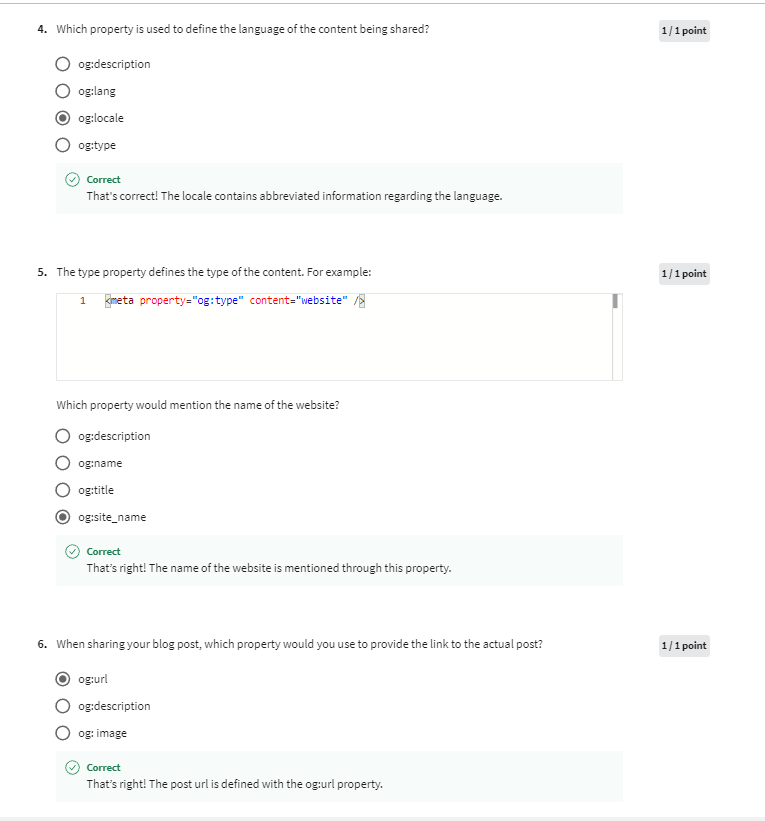 4. Which property is used to define the language of the content being shared?
1 / 1 point
og:description
og:lang
og:locale
og:type
Correct
That's correct! The locale contains abbreviated information regarding the language.
5. The type property defines the type of the content. For example:
1 / 1 point
1 <meta property="og:type" content="website" />
Which property would mention the name of the website?
og:description
og:name
og:title
og:site_name
Correct
That's right! The name of the website is mentioned through this property.
6. When sharing your blog post, which property would you use to provide the link to the actual post?
1 / 1 point
og:url
og:description
og: image
Correct
That's right! The post url is defined with the og:url property.